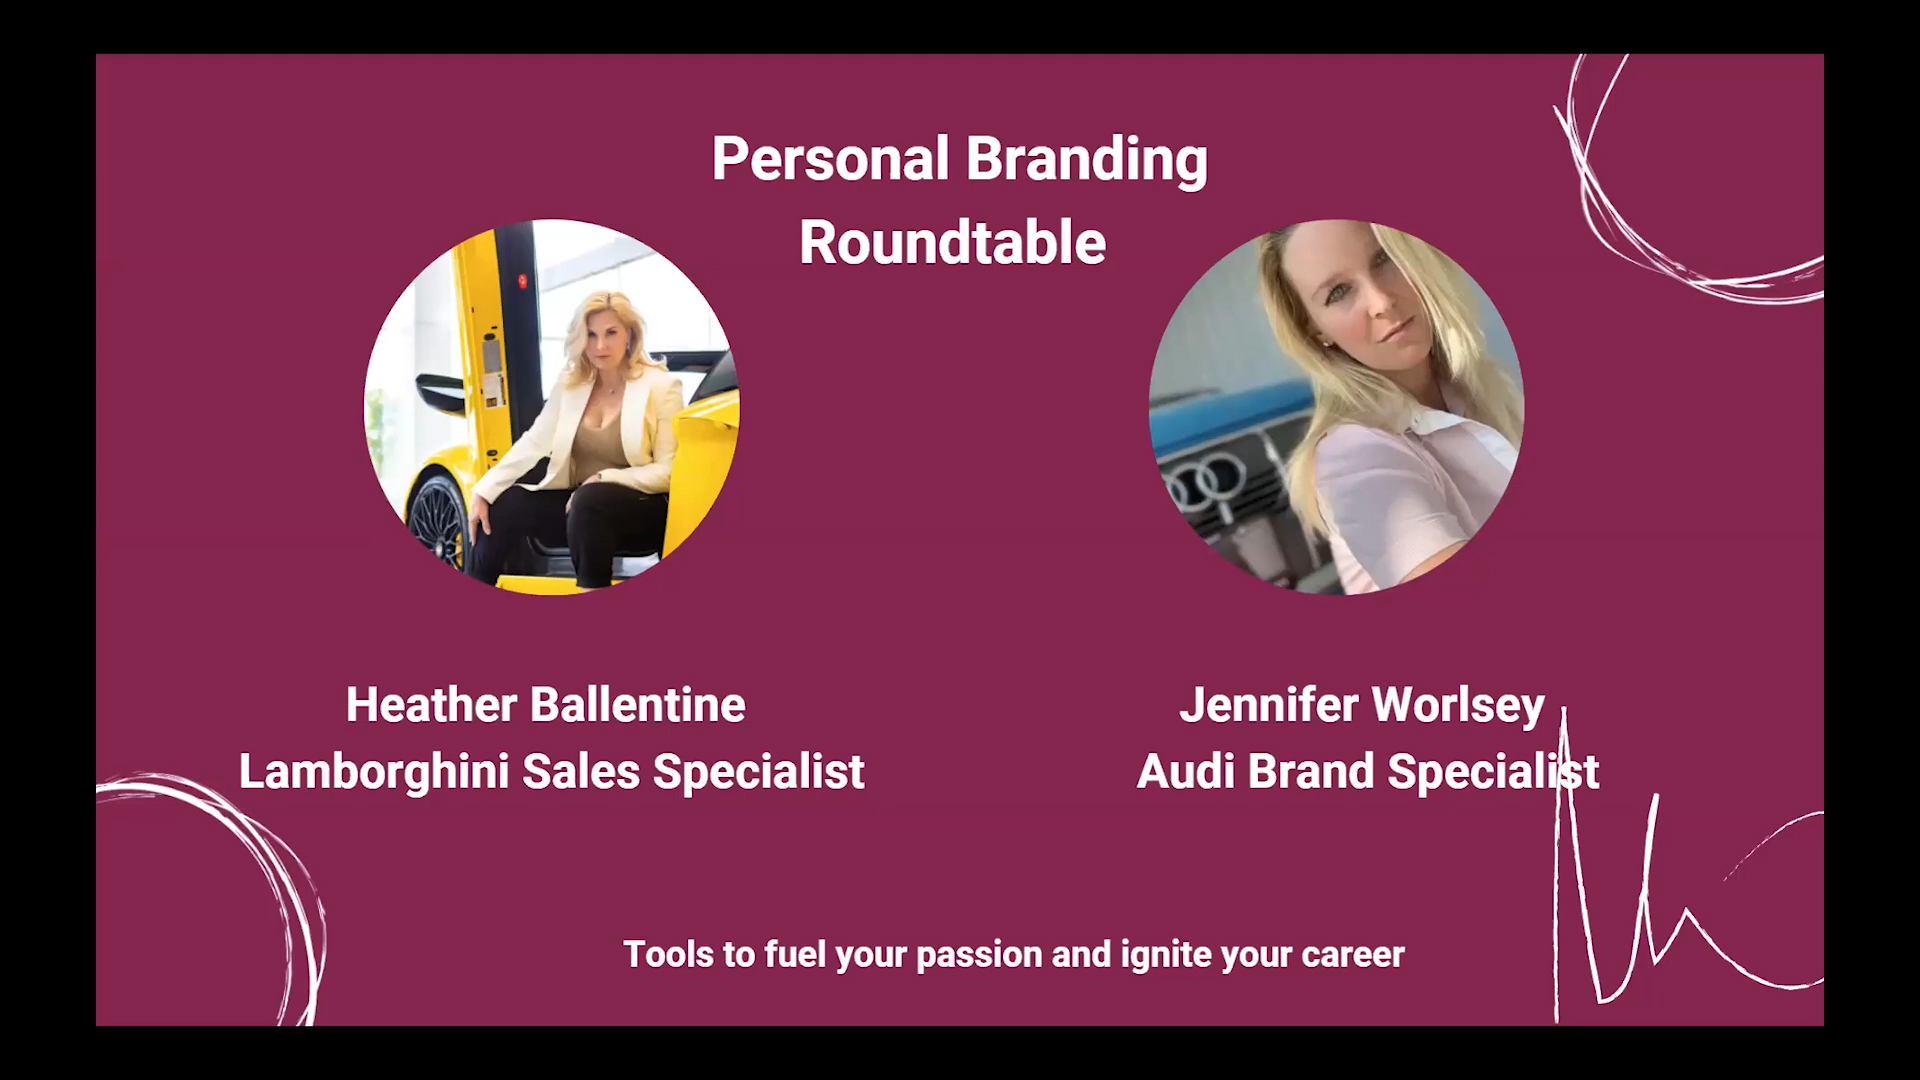 Personal Branding
Roundtable
Heather Ballentine
Lamborghini Sales Specialist
Jennifer Worlsey
Audi Brand Specialist
Tools to fuel your passion and ignite your career